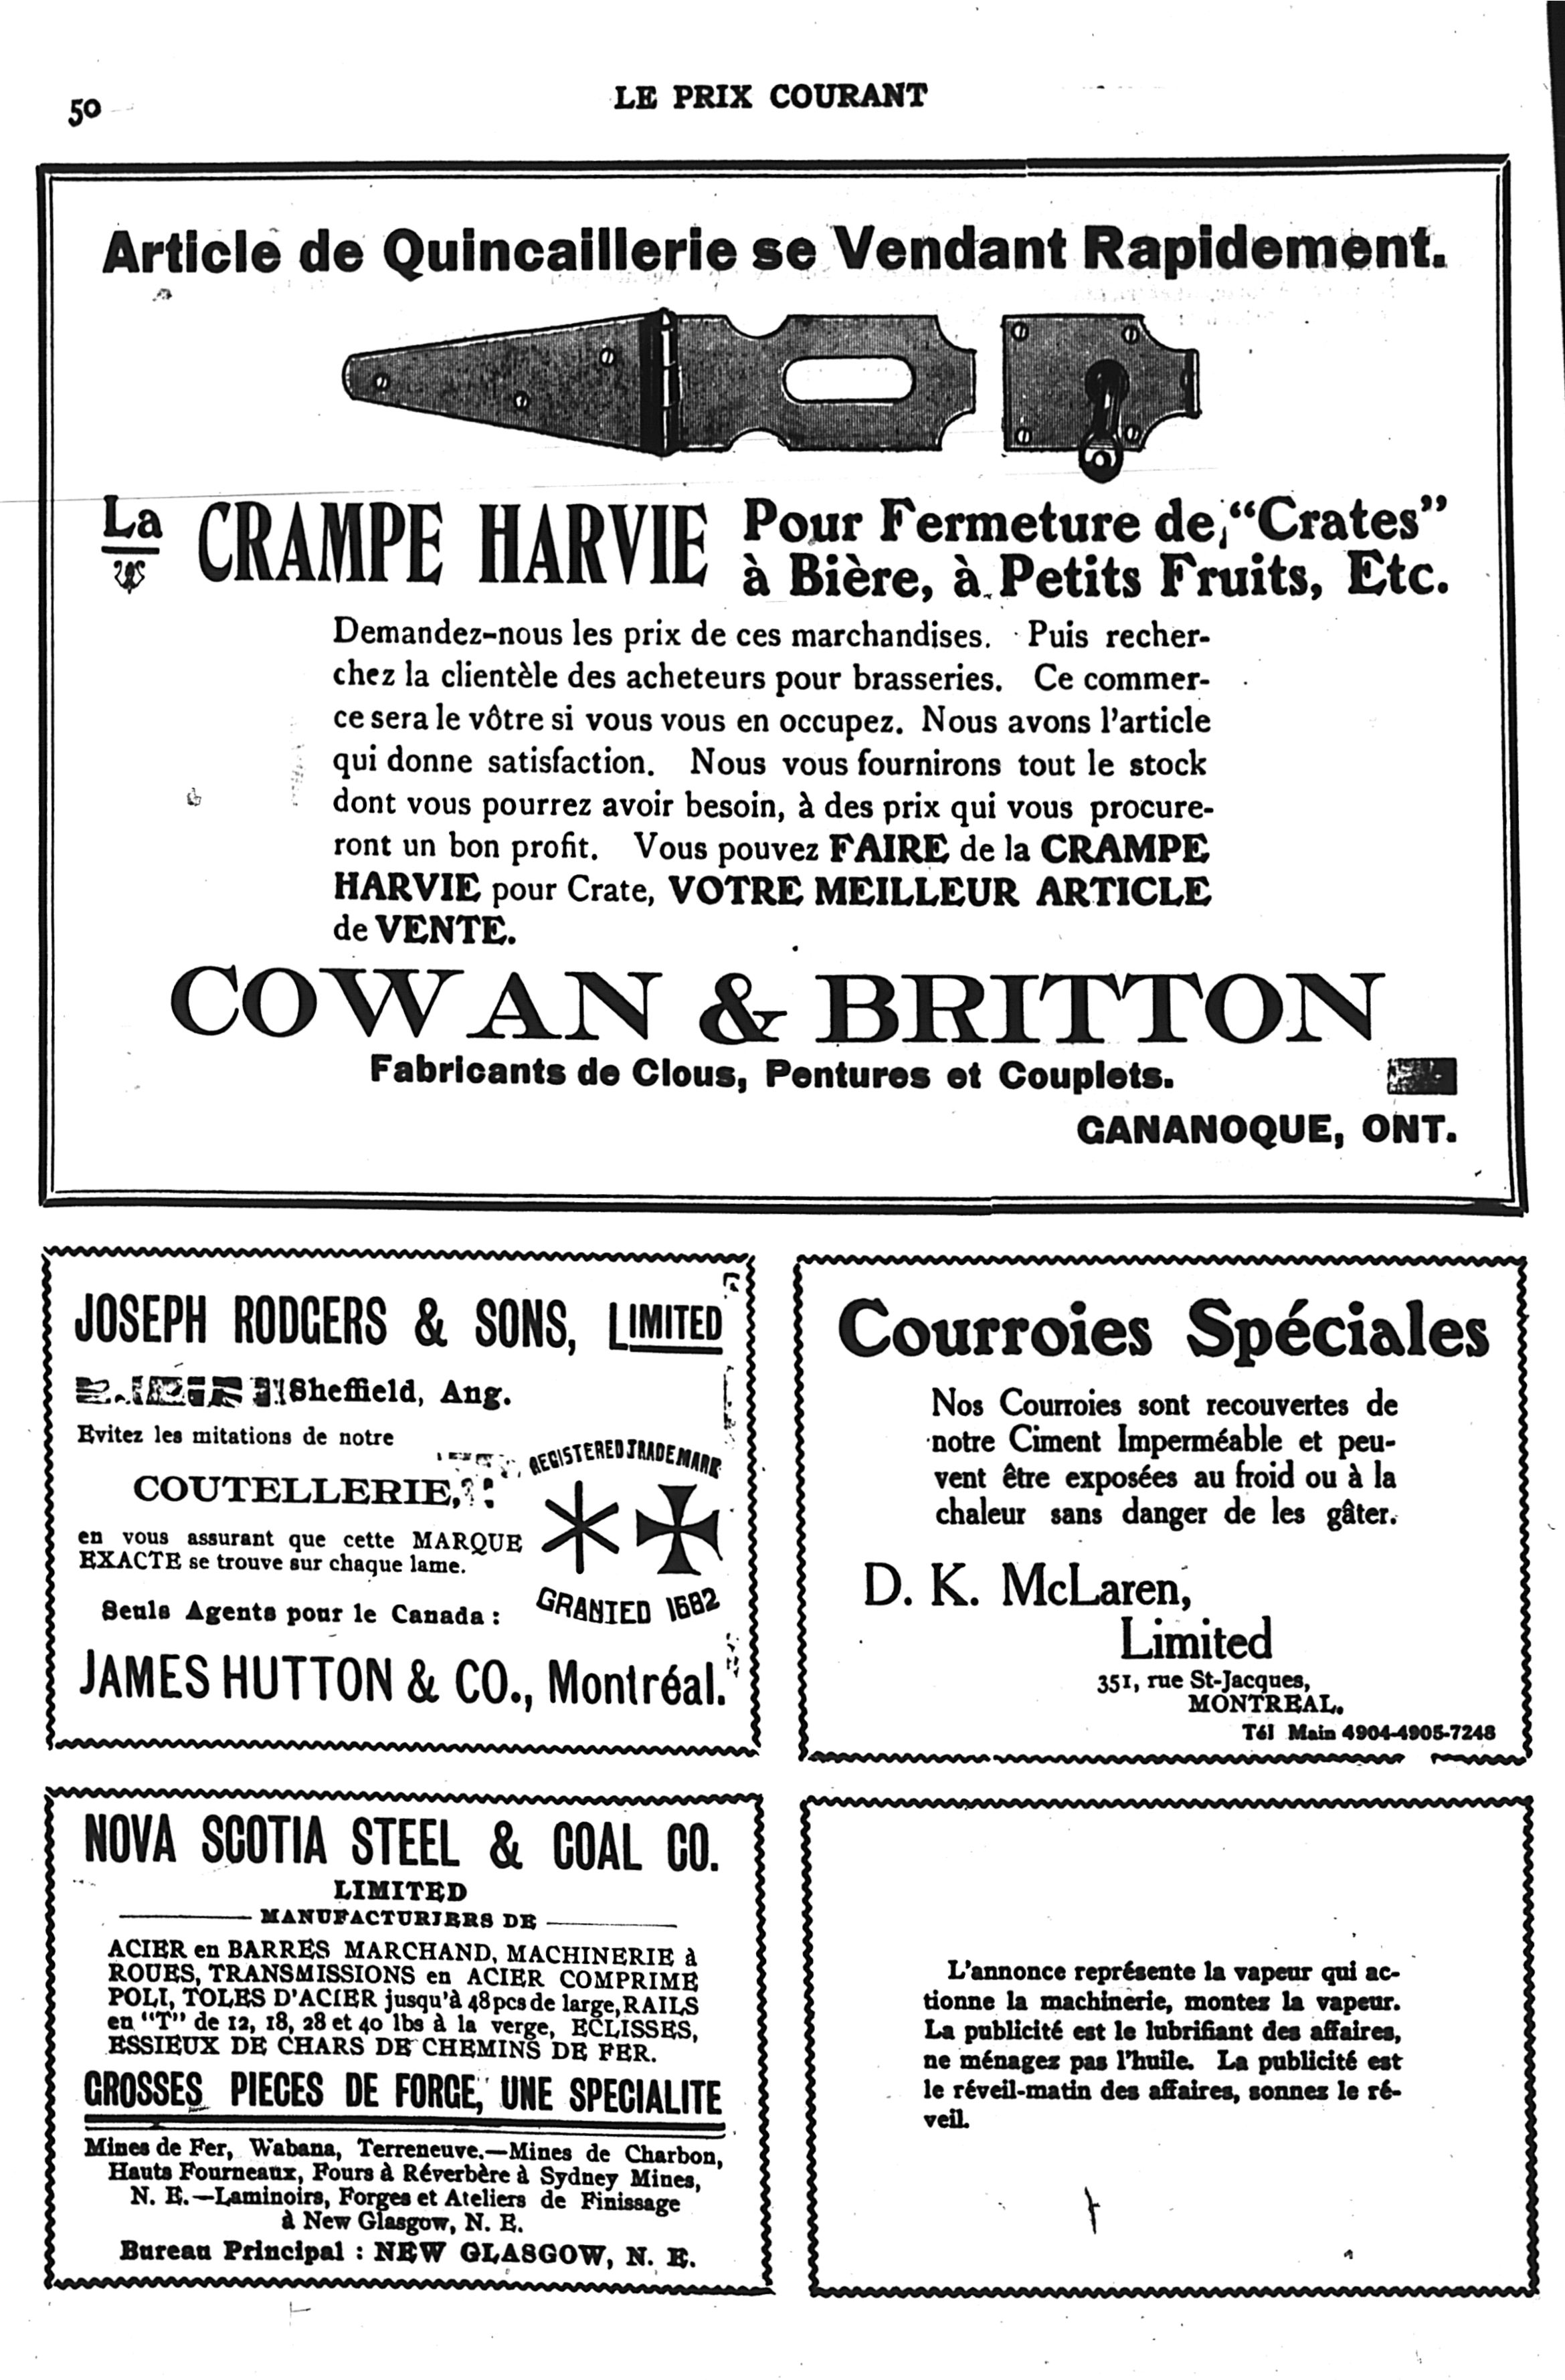 50
LE PRIX COURANT
Article de Quincaillerie se Vendant Rapidement.
La CRAMPE HARVIE
Pour Fermeture de "Crates"
à Bière, à Petits Fruits, Etc.
Demandez-nous les prix de ces marchandises. Puis recher-
chez la clientèle des acheteurs pour brasseries. Ce commer-
ce sera le vôtre si vous vous en occupez. Nous avons l'article
qui donne satisfaction. Nous vous fournirons tout le stock
dont vous pourrez avoir besoin, à des prix qui vous procure-
ront un bon profit. Vous pouvez FAIRE de la CRAMPE
HARVIE pour Crate, VOTRE MEILLEUR ARTICLE
de VENTE.
COWAN & BRITTON
Fabricants de Clous, Pentures et Couplets.
GANANOQUE, ONT.
JOSEPH RODGERS & SONS, LIMITED
Sheffield, Ang.
Evitez les mitations de notre
COUTELLERIE,
en vous assurant que cette MARQUE
EXACTE se trouve sur chaque lame.
REGISTERED TRADE MARK
GRANTED 1682
Seuls Agents pour le Canada :
JAMES HUTTON & CO., Montréal.
Courroies Spéciales
Nos Courroies sont recouvertes de
notre Ciment Imperméable et peu-
vent être exposées au froid ou à la
chaleur sans danger de les gâter.
D. K. McLaren,
Limited
351, rue St-Jacques,
MONTREAL.
Tél Main 4904-4905-7248
NOVA SCOTIA STEEL & COAL CO.
LIMITED
MANUFACTURIERS DE
ACIER en BARRES MARCHAND, MACHINERIE à
ROUES, TRANSMISSIONS en ACIER COMPRIME
POLI, TOLES D'ACIER jusqu'à 48 pcs de large, RAILS
en "T" de 12, 18, 28 et 40 lbs à la verge, ECLISSES,
ESSIEUX DE CHARS DE CHEMINS DE FER.
GROSSES PIECES DE FORGE, UNE SPECIALITE
Mines de Fer, Wabana, Terreneuve.—Mines de Charbon,
Hauts Fourneaux, Fours à Réverbère à Sydney Mines,
N. E.—Laminoirs, Forges et Ateliers de Finissage
à New Glasgow, N. E.
Bureau Principal : NEW GLASGOW, N. E.
L'annonce représente la vapeur qui ac-
tionne la machinerie, montez la vapeur.
La publicité est le lubrifiant des affaires,
ne ménagez pas l'huile. La publicité est
le réveil-matin des affaires, sonnez le ré-
veil.